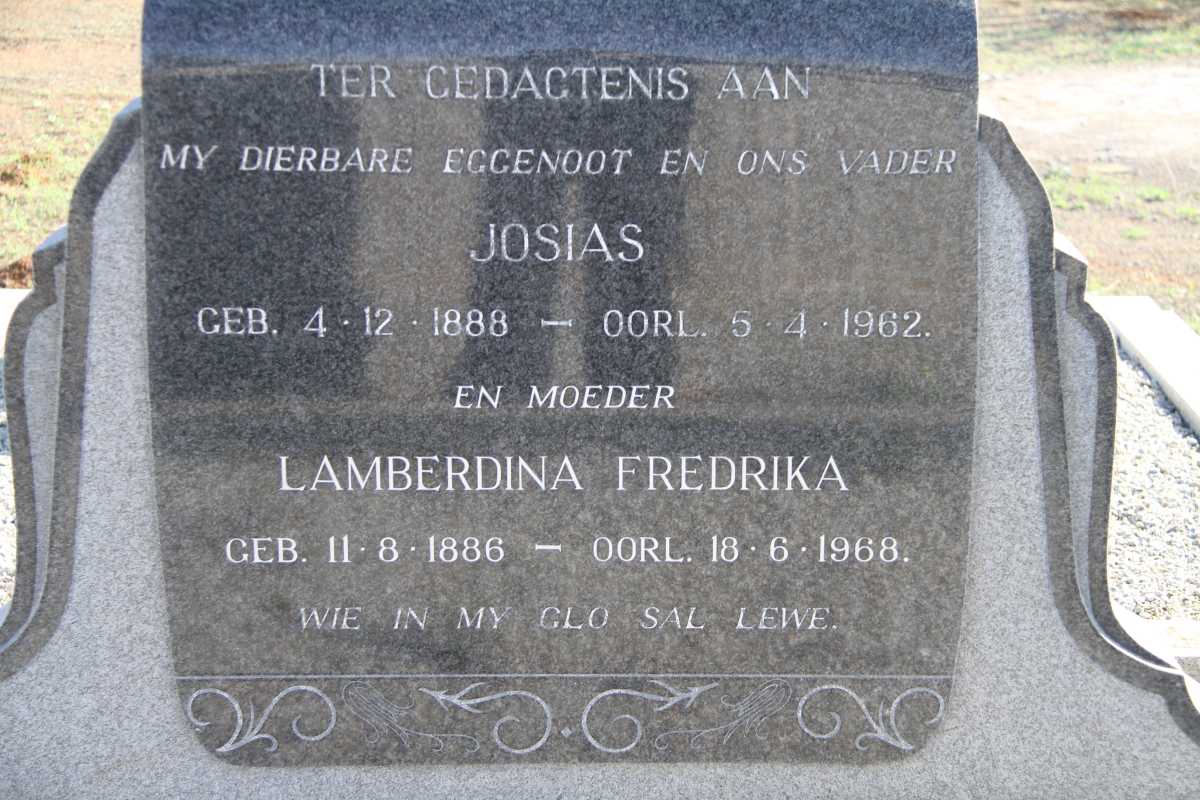 TER GEDAGTENIS AAN
MY DIERBARE EGGENOOT EN ONS VADER
JOSIAS
GEB. 4·12·1888 — OORL. 5·4·1962.
EN MOEDER
LAMBERDINA FREDRIKA
GEB. 11·8·1886 — OORL. 18·6·1968.
WIE IN MY GLO SAL LEWE.